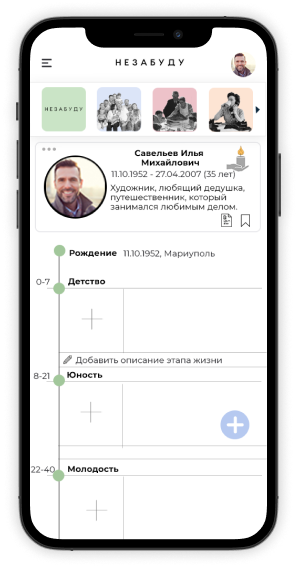 НЕЗАБУДУ
НЕЗАБУДУ
Савельев Илья
Михайлович
11.10.1952 - 27.04.2007 (35 лет)
Художник, любящий дедушка,
путешественник, который
занимался любимым делом.
Рождение 11.10.1952, Мариуполь
0-7 Детство
Добавить описание этапа жизни
8-21 Юность
22-40 Молодость